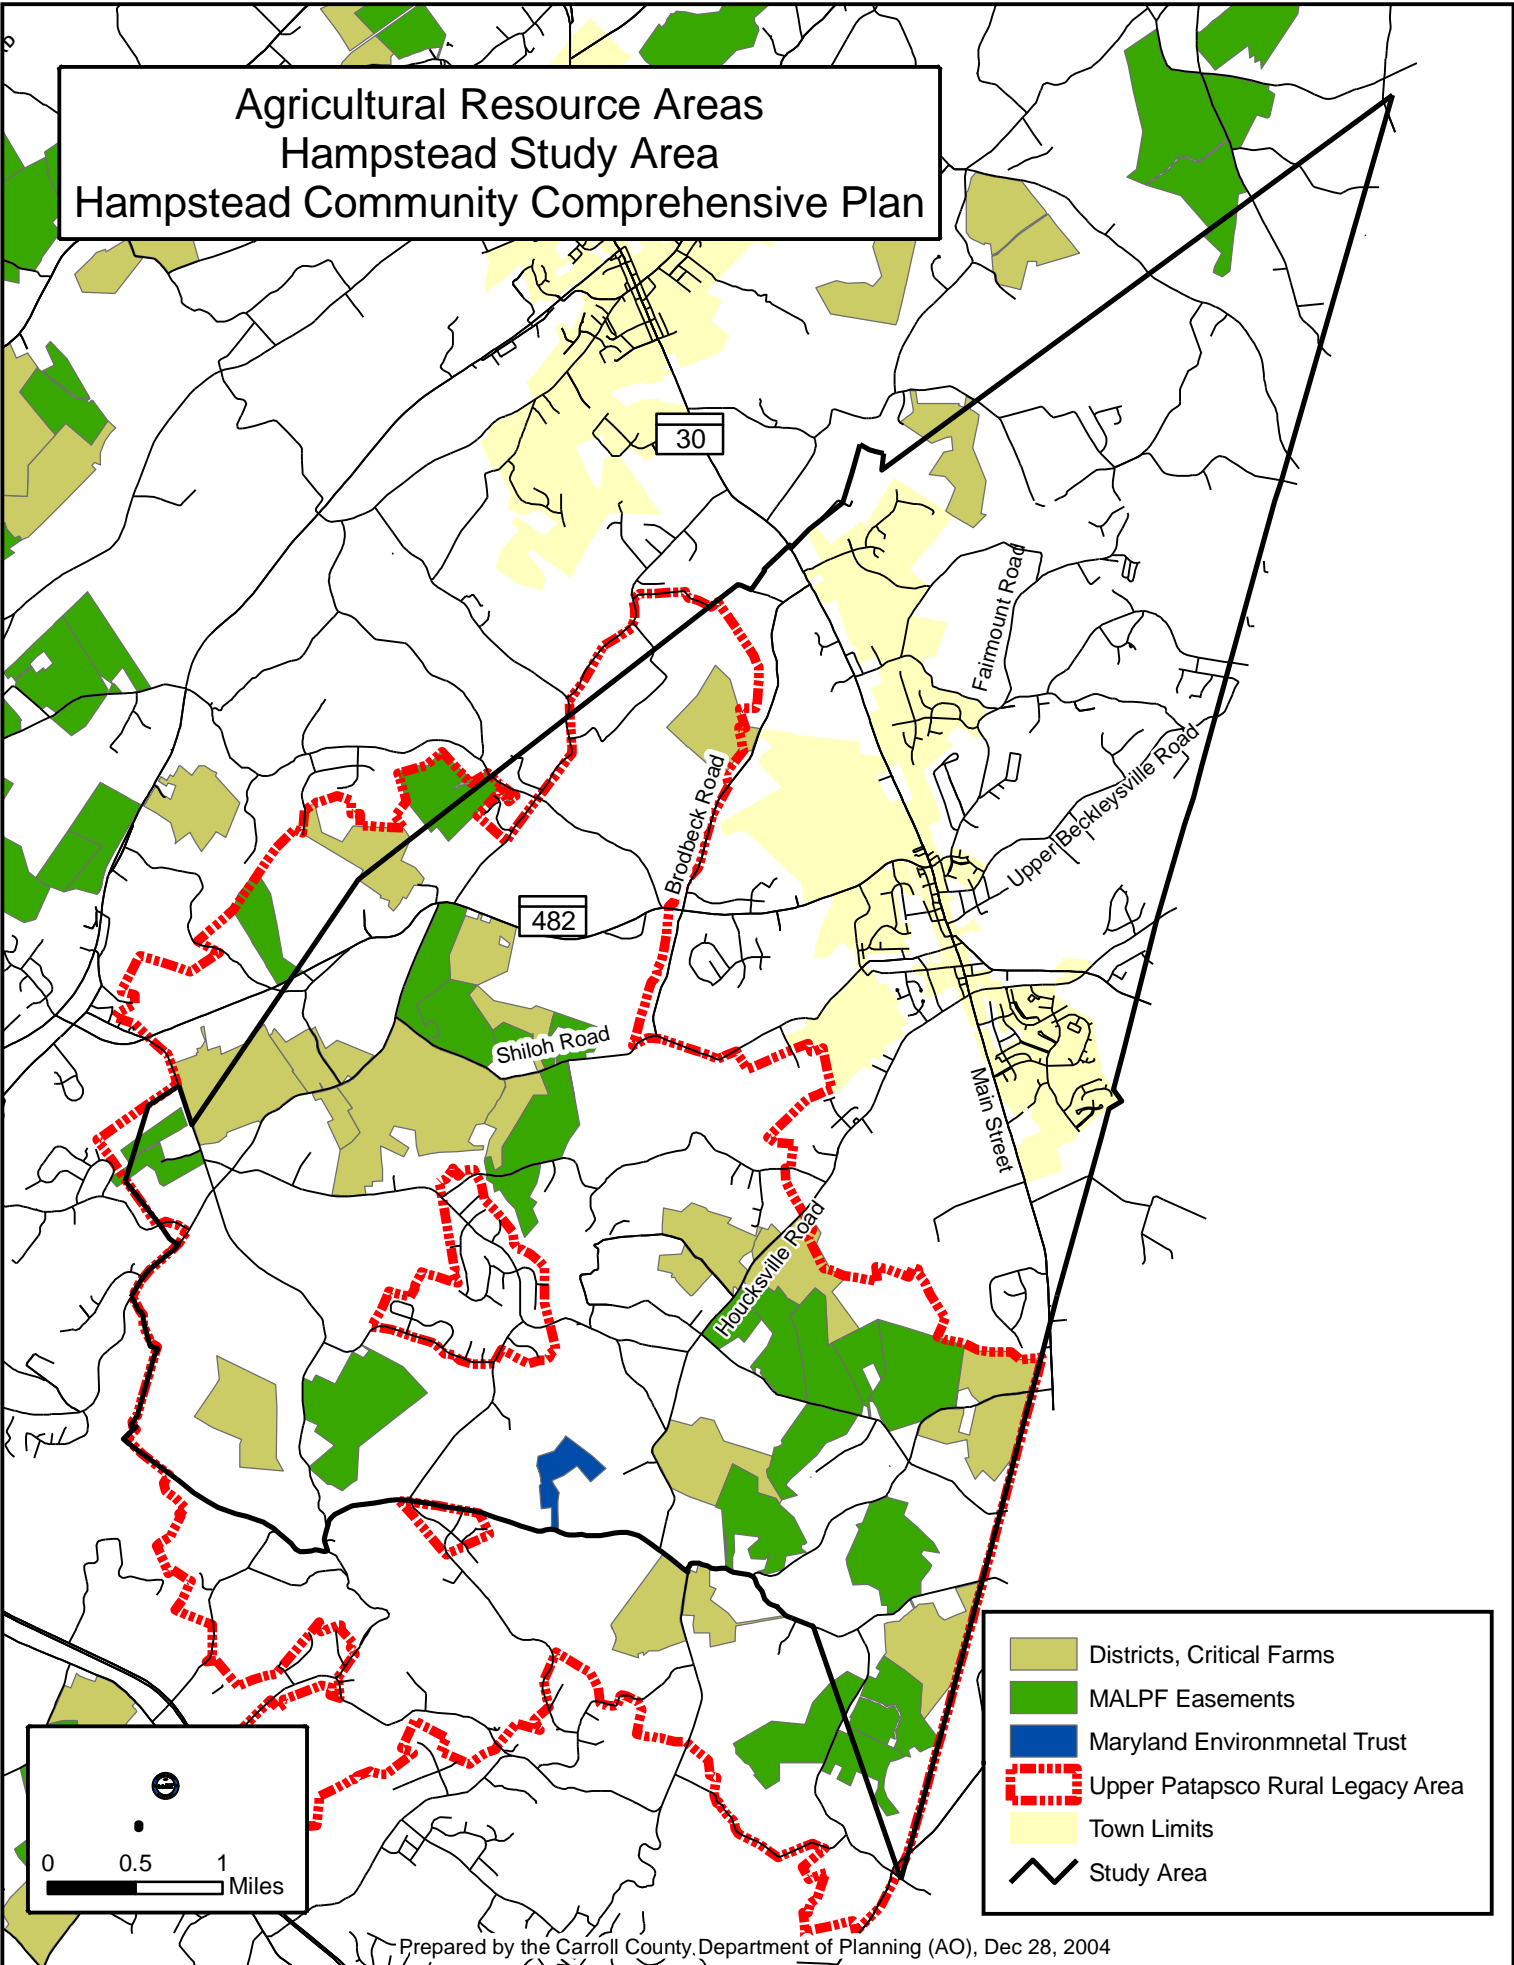 Agricultural Resource Areas
Hampstead Study Area
Hampstead Community Comprehensive Plan
30
Fairmount Road
Upper Beckleysville Road
Brodbeck Road
482
Shiloh Road
Main Street
Houcksville Road
Districts, Critical Farms
MALPF Easements
Maryland Environmnetal Trust
Upper Patapsco Rural Legacy Area
Town Limits
Study Area
0 0.5 1
Miles
Prepared by the Carroll County Department of Planning (AO), Dec 28, 2004